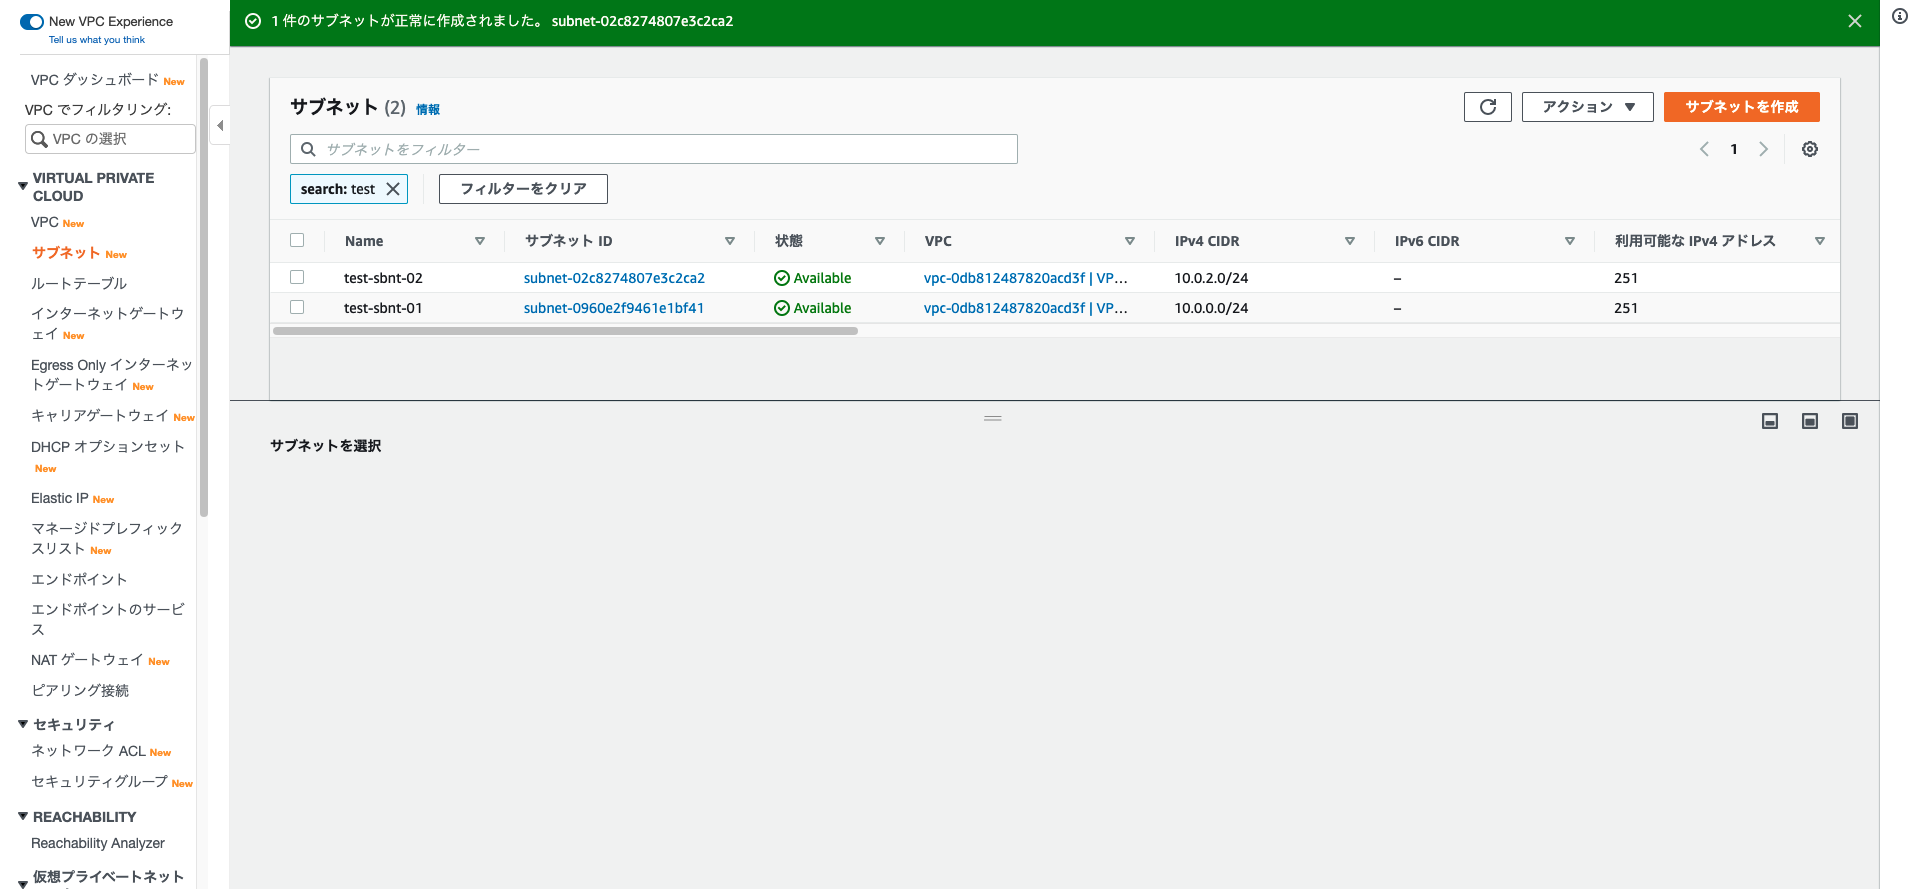 New VPC Experience
Tell us what you think
VPC ダッシュボード New
VPC でフィルタリング:
VPC の選択
VIRTUAL PRIVATE
CLOUD
VPC New
サブネット New
ルートテーブル
インターネットゲートウ
ェイ New
Egress Only インターネッ
トゲートウェイ New
キャリアゲートウェイ New
DHCP オプションセット
New
Elastic IP New
マネージドプレフィック
スリスト New
エンドポイント
エンドポイントのサービ
ス
NAT ゲートウェイ New
ピアリング接続
セキュリティ
ネットワーク ACL New
セキュリティグループ New
REACHABILITY
Reachability Analyzer
仮想プライベートネット
1 件のサブネットが正常に作成されました。 subnet-02c8274807e3c2ca2
サブネット (2) 情報
アクション
サブネットを作成
サブネットをフィルター
1
search: test
フィルターをクリア
Name サブネット ID 状態 VPC IPv4 CIDR IPv6 CIDR 利用可能な IPv4 アドレス
test-sbnt-02 subnet-02c8274807e3c2ca2 Available vpc-0db812487820acd3f | VP... 10.0.2.0/24 – 251
test-sbnt-01 subnet-0960e2f9461e1bf41 Available vpc-0db812487820acd3f | VP... 10.0.0.0/24 – 251
サブネットを選択